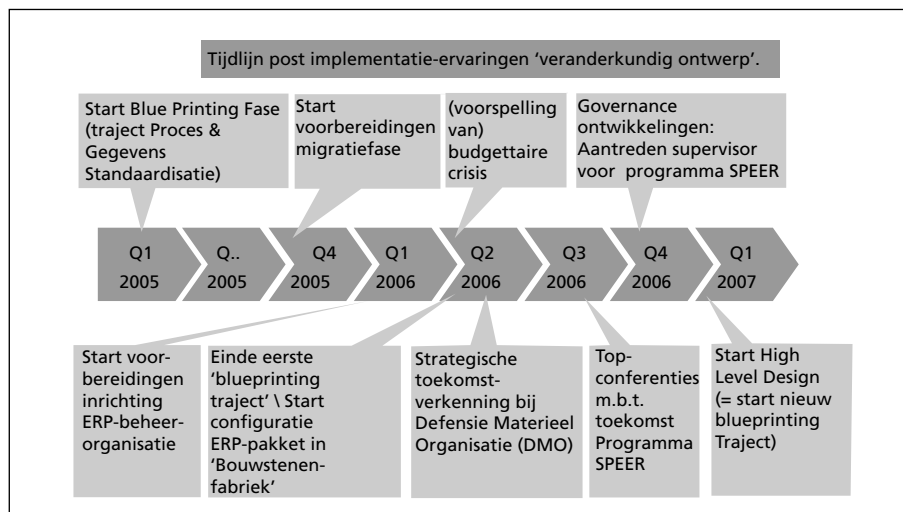 Tijdlijn post implementatie-ervaringen ‘veranderkundig ontwerp’.
Start Blue Printing Fase
(traject Proces &
Gegevens
Standaardisatie)
Start
voorbereidingen
migratiefase
(voorspelling
van)
budgettaire
crisis
Governance
ontwikkelingen:
Aantreden supervisor
voor programma SPEER
Q1
2005
Q..
2005
Q4
2005
Q1
2006
Q2
2006
Q3
2006
Q4
2006
Q1
2007
Start voor-
bereidingen
inrichting
ERP-beheer-
organisatie
Einde eerste
‘blueprinting
traject’ \ Start
configuratie
ERP-pakket in
‘Bouwstenen-
fabriek’
Strategische
toekomst-
verkenning bij
Defensie Materieel
Organisatie (DMO)
Top-
conferenties
m.b.t.
toekomst
Programma
SPEER
Start High
Level Design
(= start nieuw
blueprinting
Traject)